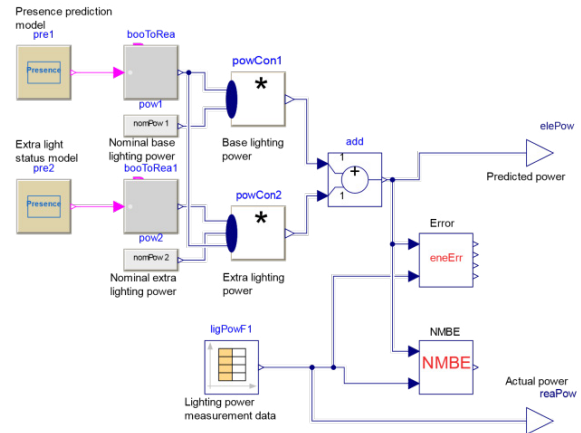 Presence prediction
model
pre1
booToRea
powCon1
Presence
*
pow1
nomPow 1
Nominal base
lighting power
Base lighting
power
Extra light
status model
pre2
booToRea1
powCon2
Presence
*
pow2
nomPow 2
Nominal extra
lighting power
Extra lighting
power
add
1
+
1
elePow
Predicted power
Error
eneErr
NMBE
NMBE
ligPowF1
Lighting power
measurement data
Actual power
reaPow